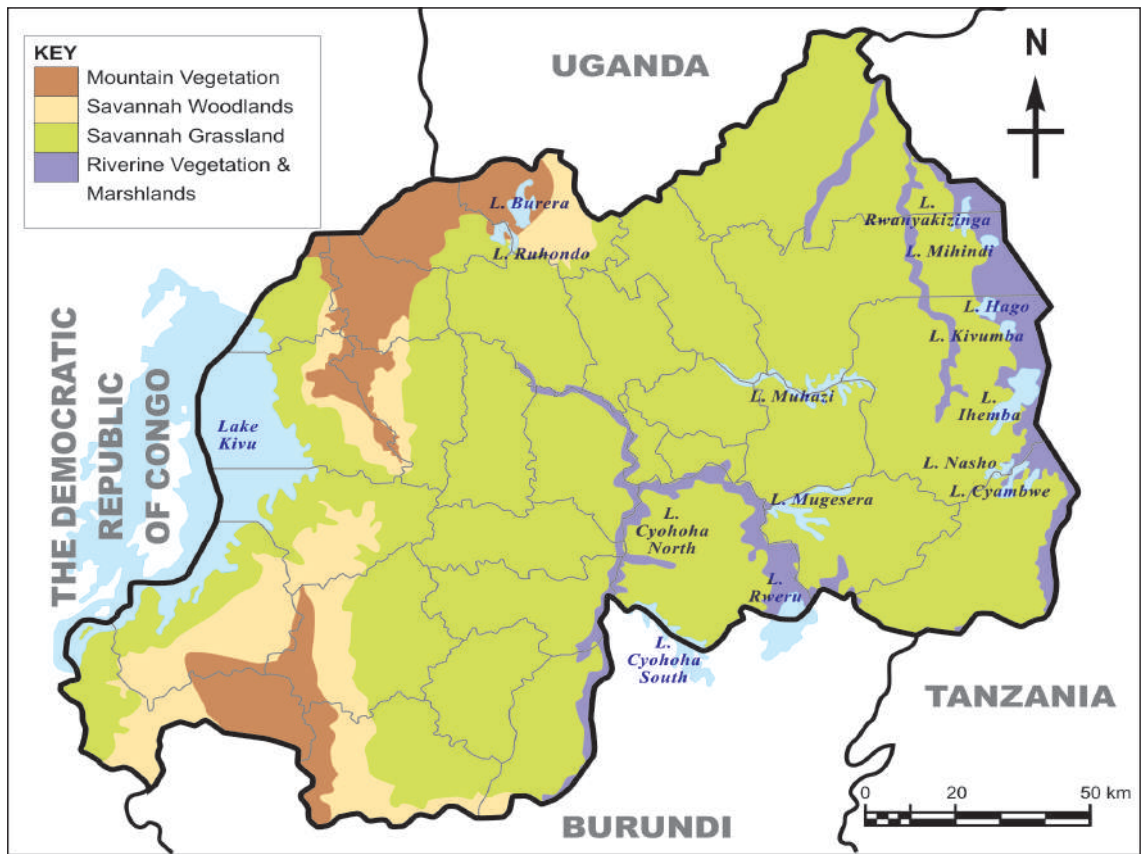 KEY
Mountain Vegetation
Savannah Woodlands
Savannah Grassland
Riverine Vegetation &
Marshlands
UGANDA
N
L. Burera
L. Ruhondo
L.
Rwanyakizinga
L. Mihindi
L. Hago
L. Kivumba
L. Muhazi
L.
Ihemba
Lake
Kivu
THE DEMOCRATIC
REPUBLIC
OF CONGO
L. Nasho
L. Cyambwe
L. Mugesera
L.
Cyohoha
North
L.
Rweru
L.
Cyohoha
South
TANZANIA
BURUNDI
0 20 50 km